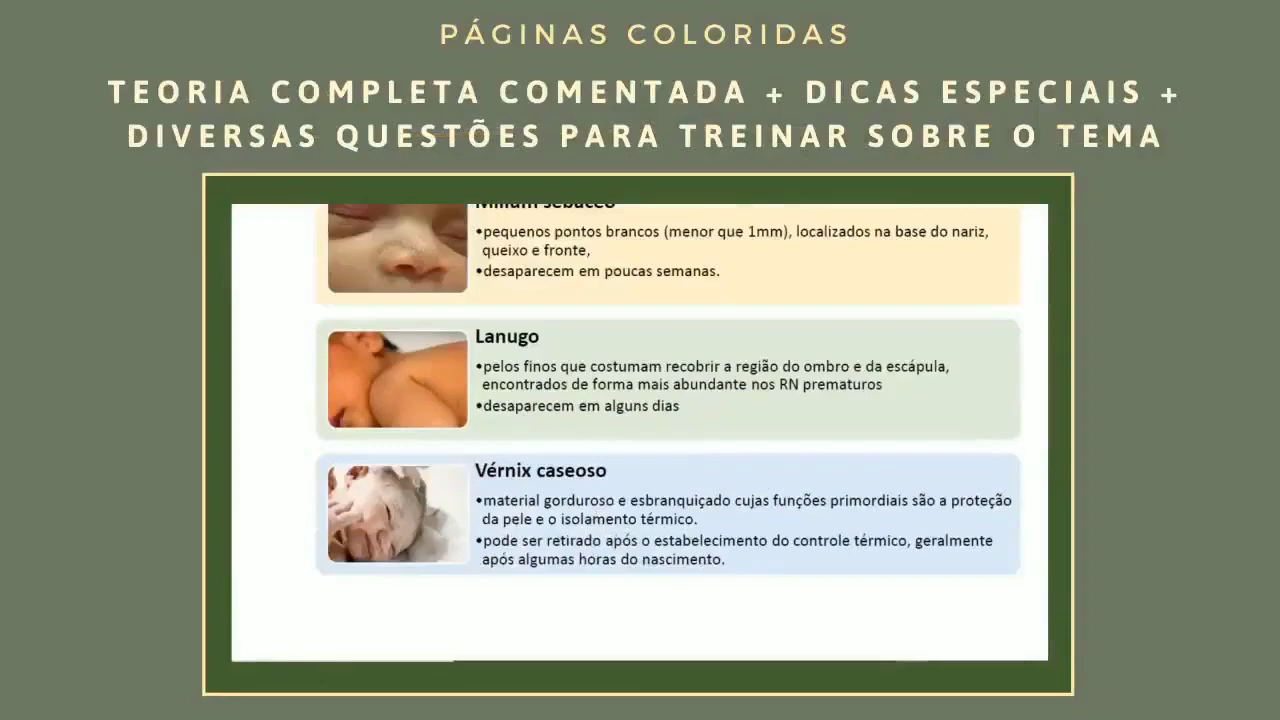 PÁGINAS COLORIDAS
TEORIA COMPLETA COMENTADA + DICAS ESPECIAIS +
DIVERSAS QUESTÕES PARA TREINAR SOBRE O TEMA
Milium sebáceo
•pequenos pontos brancos (menor que 1mm), localizados na base do nariz,
queixo e fronte,
•desaparecem em poucas semanas.
Lanugo
•pelos finos que costumam recobrir a região do ombro e da escápula,
encontrados de forma mais abundante nos RN prematuros
•desaparecem em alguns dias
Vérnix caseoso
•material gorduroso e esbranquiçado cujas funções primordiais são a proteção
da pele e o isolamento térmico.
•pode ser retirado após o estabelecimento do controle térmico, geralmente
após algumas horas do nascimento.